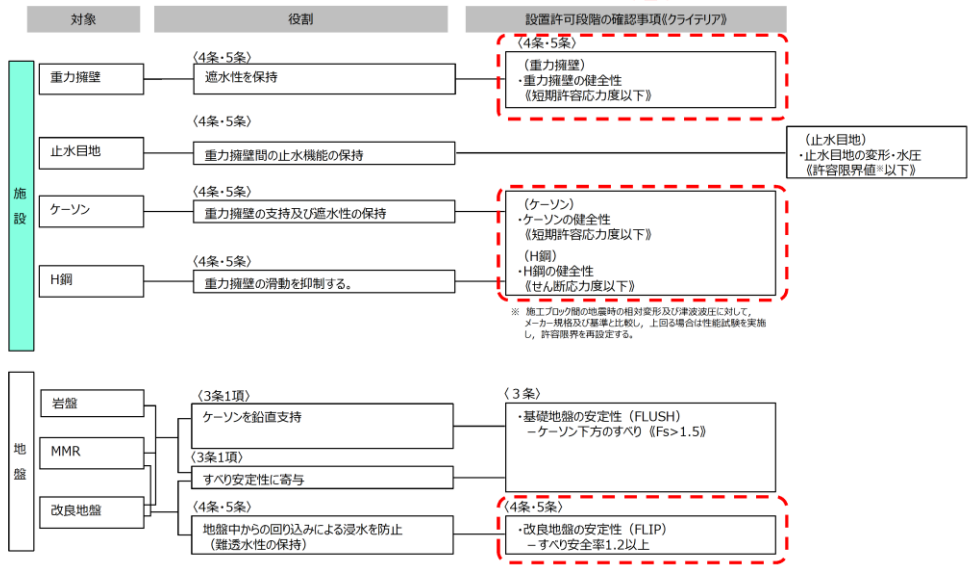 対象
役割
設置許可段階の確認事項《クライテリア》
施設
重力擁壁
〈4条・5条〉
遮水性を保持
〈4条・5条〉
（重力擁壁）
・重力擁壁の健全性
《短期許容応力度以下》
止水目地
〈4条・5条〉
重力擁壁間の止水機能の保持
（止水目地）
・止水目地の変形・水圧
《許容限界値※以下》
ケーソン
〈4条・5条〉
重力擁壁の支持及び遮水性の保持
（ケーソン）
・ケーソンの健全性
《短期許容応力度以下》
H鋼
〈4条・5条〉
重力擁壁の滑動を抑制する。
（H鋼）
・H鋼の健全性
《せん断応力度以下》
※ 施工ブロック間の地震時の相対変形及び津波波圧に対して，
メーカー規格及び基準と比較し，上回る場合は性能試験を実施
し，許容限界を再設定する。
地盤
岩盤
MMR
改良地盤
〈3条1項〉
ケーソンを鉛直支持
〈3条1項〉
すべり安定性に寄与
〈4条・5条〉
地盤中からの回り込みによる浸水を防止
（難透水性の保持）
〈３条〉
・基礎地盤の安定性（FLUSH）
－ケーソン下方のすべり《Fs>1.5》
〈4条・5条〉
・改良地盤の安定性（FLIP）
－すべり安全率1.2以上